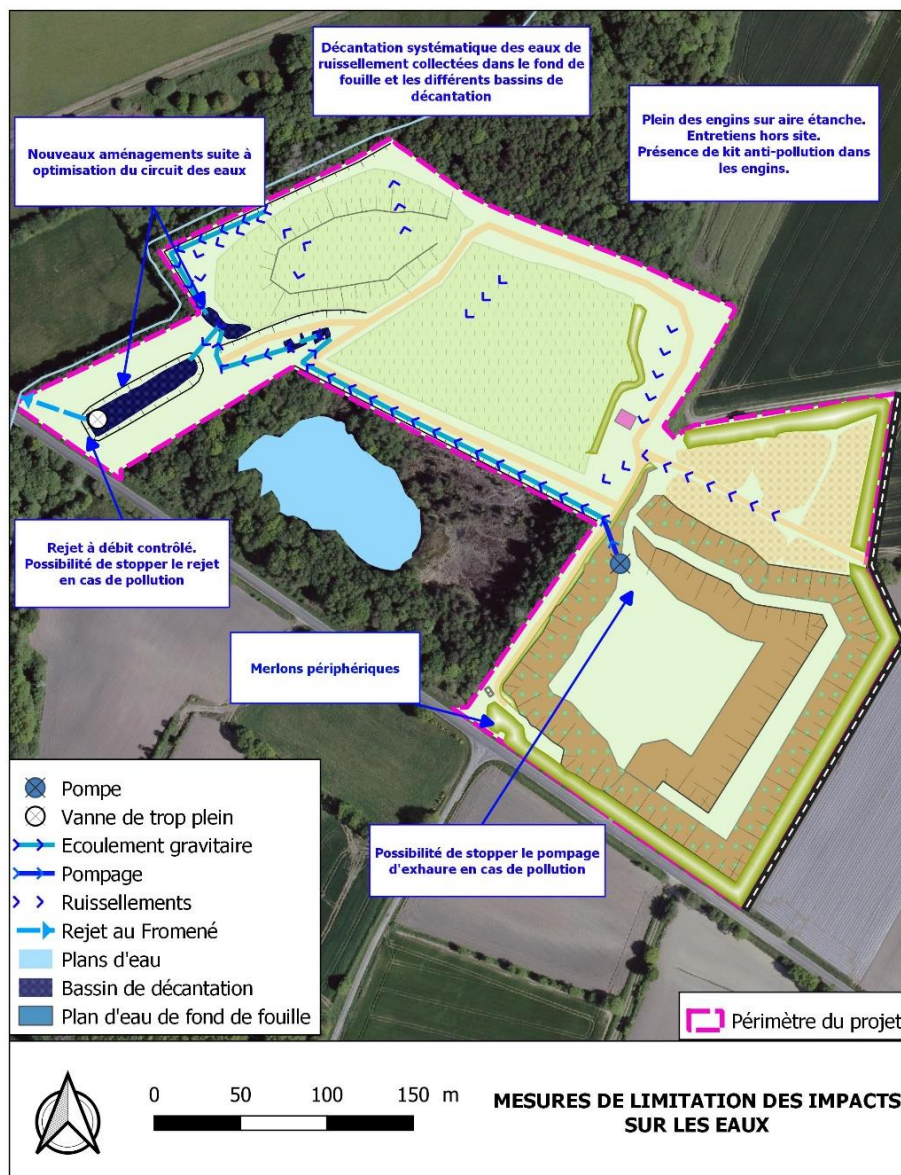 Décantation systématique des eaux de
ruissellement collectées dans le fond de
fouille et les différents bassins de
décantation
Plein des engins sur aire étanche.
Entretiens hors site.
Présence de kit anti-pollution dans
les engins.
Nouveaux aménagements suite à
optimisation du circuit des eaux
Rejet à débit contrôlé.
Possibilité de stopper le rejet
en cas de pollution
Merlons périphériques
Possibilité de stopper le pompage
d'exhaure en cas de pollution
Pompe
Vanne de trop plein
Ecoulement gravitaire
Pompage
Ruissellements
Rejet au Fromené
Plans d'eau
Bassin de décantation
Plan d'eau de fond de fouille
Périmètre du projet
0 50 100 150 m
MESURES DE LIMITATION DES IMPACTS
SUR LES EAUX